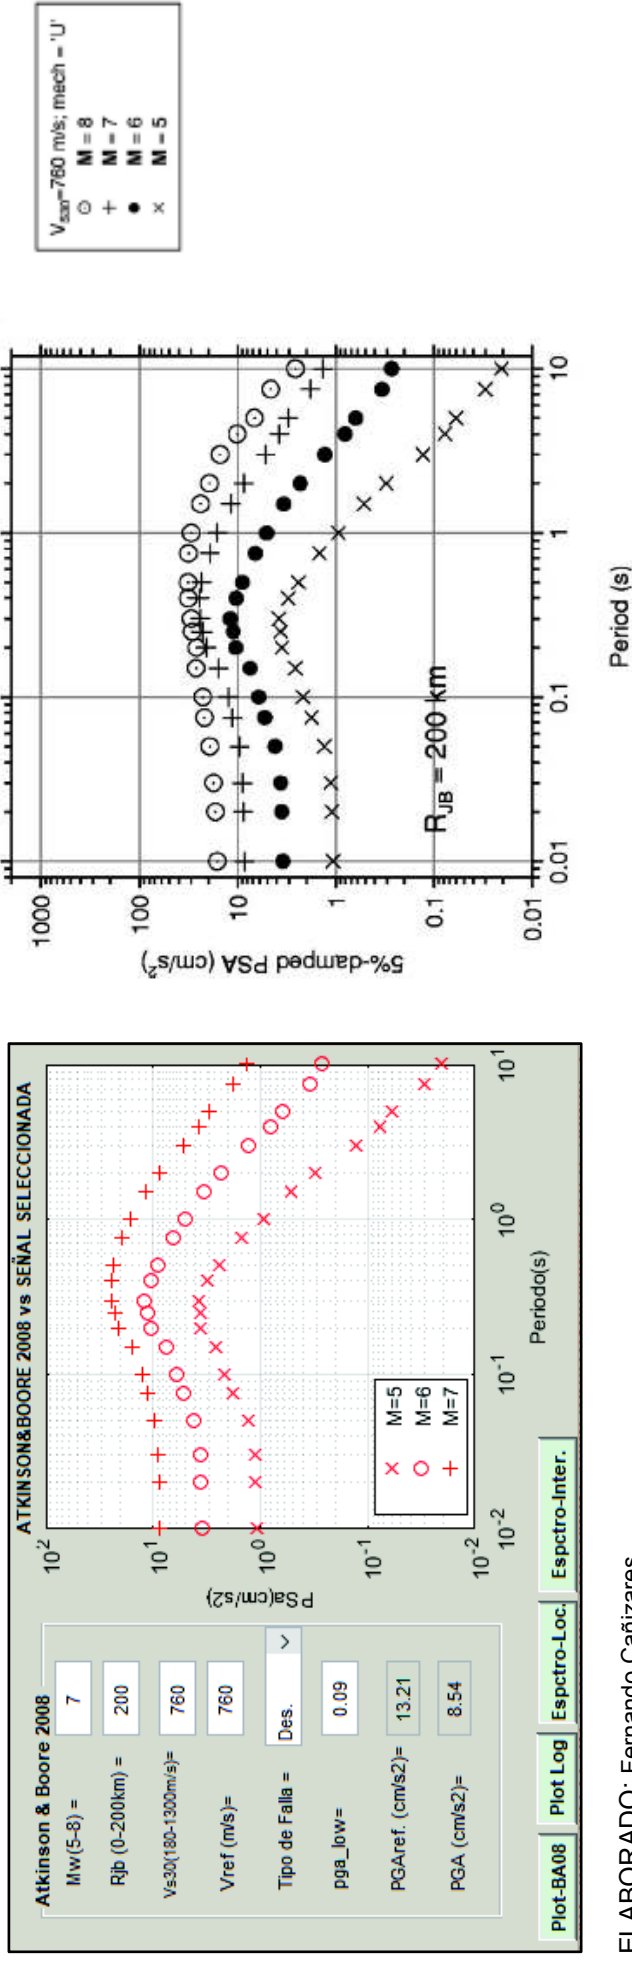 Atkinson & Boore 2008
Mw(5-8) = 7
Rjb (0-200km) = 200
Vs30(180-1300m/s)= 760
Vref (m/s)= 760
Tipo de Falla = Des.
pga_low= 0.09
PGAref. (cm/s2)= 13.21
PGA (cm/s2)= 8.54
Plot-BA08 Plot Log Espctro-Loc. Espctro-Inter.
ATKINSON&BOORE 2008 vs SEÑAL SELECCIONADA
PSa(cm/s2)
10^2
10^1
10^0
10^-1
10^-2
10^-2 10^-1 10^0 10^1
Periodo(s)
M=5
M=6
M=7
5%-damped PSA (cm/s²)
1000
100
10
1
0.1
0.01
0.01 0.1 1 10
Period (s)
R_JB = 200 km
V_S30=760 m/s; mech = 'U'
M = 8
M = 7
M = 6
M = 5
ELABORADO: Fernando Cañizares